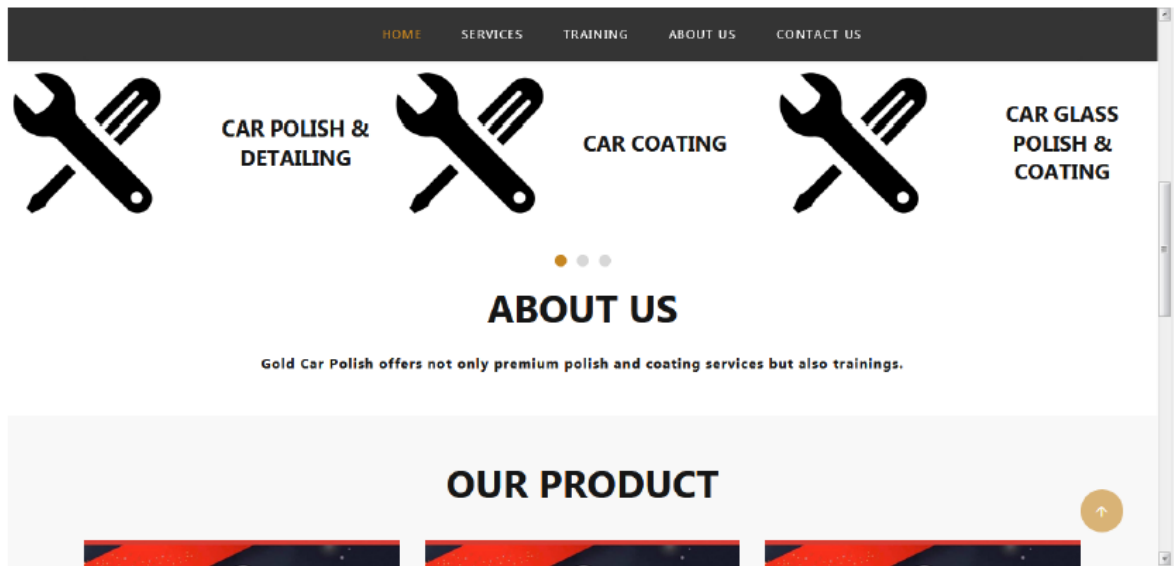 HOME SERVICES TRAINING ABOUT US CONTACT US
CAR POLISH &
DETAILING
CAR COATING
CAR GLASS
POLISH &
COATING
ABOUT US
Gold Car Polish offers not only premium polish and coating services but also trainings.
OUR PRODUCT